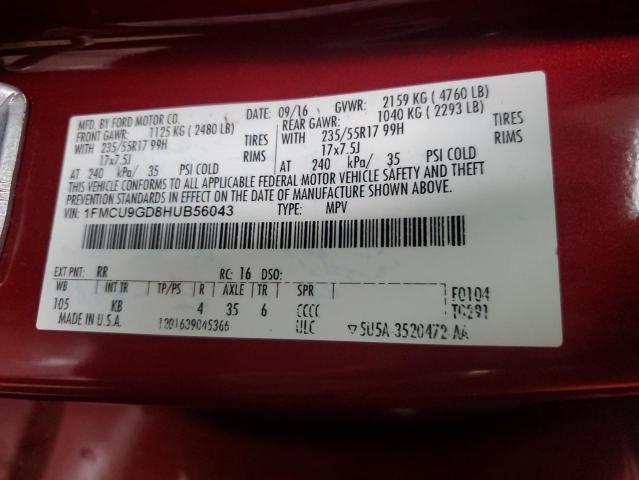 MFD. BY FORD MOTOR CO. DATE: 09/16 GVWR: 2159 KG ( 4760 LB)
FRONT GAWR: 1125 KG ( 2480 LB) REAR GAWR: 1040 KG ( 2293 LB)
WITH 235/55R17 99H TIRES WITH 235/55R17 99H TIRES
17x7.5J RIMS 17x7.5J RIMS
AT 240 kPa/ 35 PSI COLD AT 240 kPa/ 35 PSI COLD
THIS VEHICLE CONFORMS TO ALL APPLICABLE FEDERAL MOTOR VEHICLE SAFETY AND THEFT
PREVENTION STANDARDS IN EFFECT ON THE DATE OF MANUFACTURE SHOWN ABOVE.
VIN: 1FMCU9GD8HUB56043 TYPE: MPV
EXT PNT: RR RC: 16 DSO:
WB INT TR TP/PS R AXLE TR SPR F0104
105 KB 4 35 6 CCCC T0291
MADE IN U.S.A. 1201609045366 ULC ▽5U5A-3520472-AA